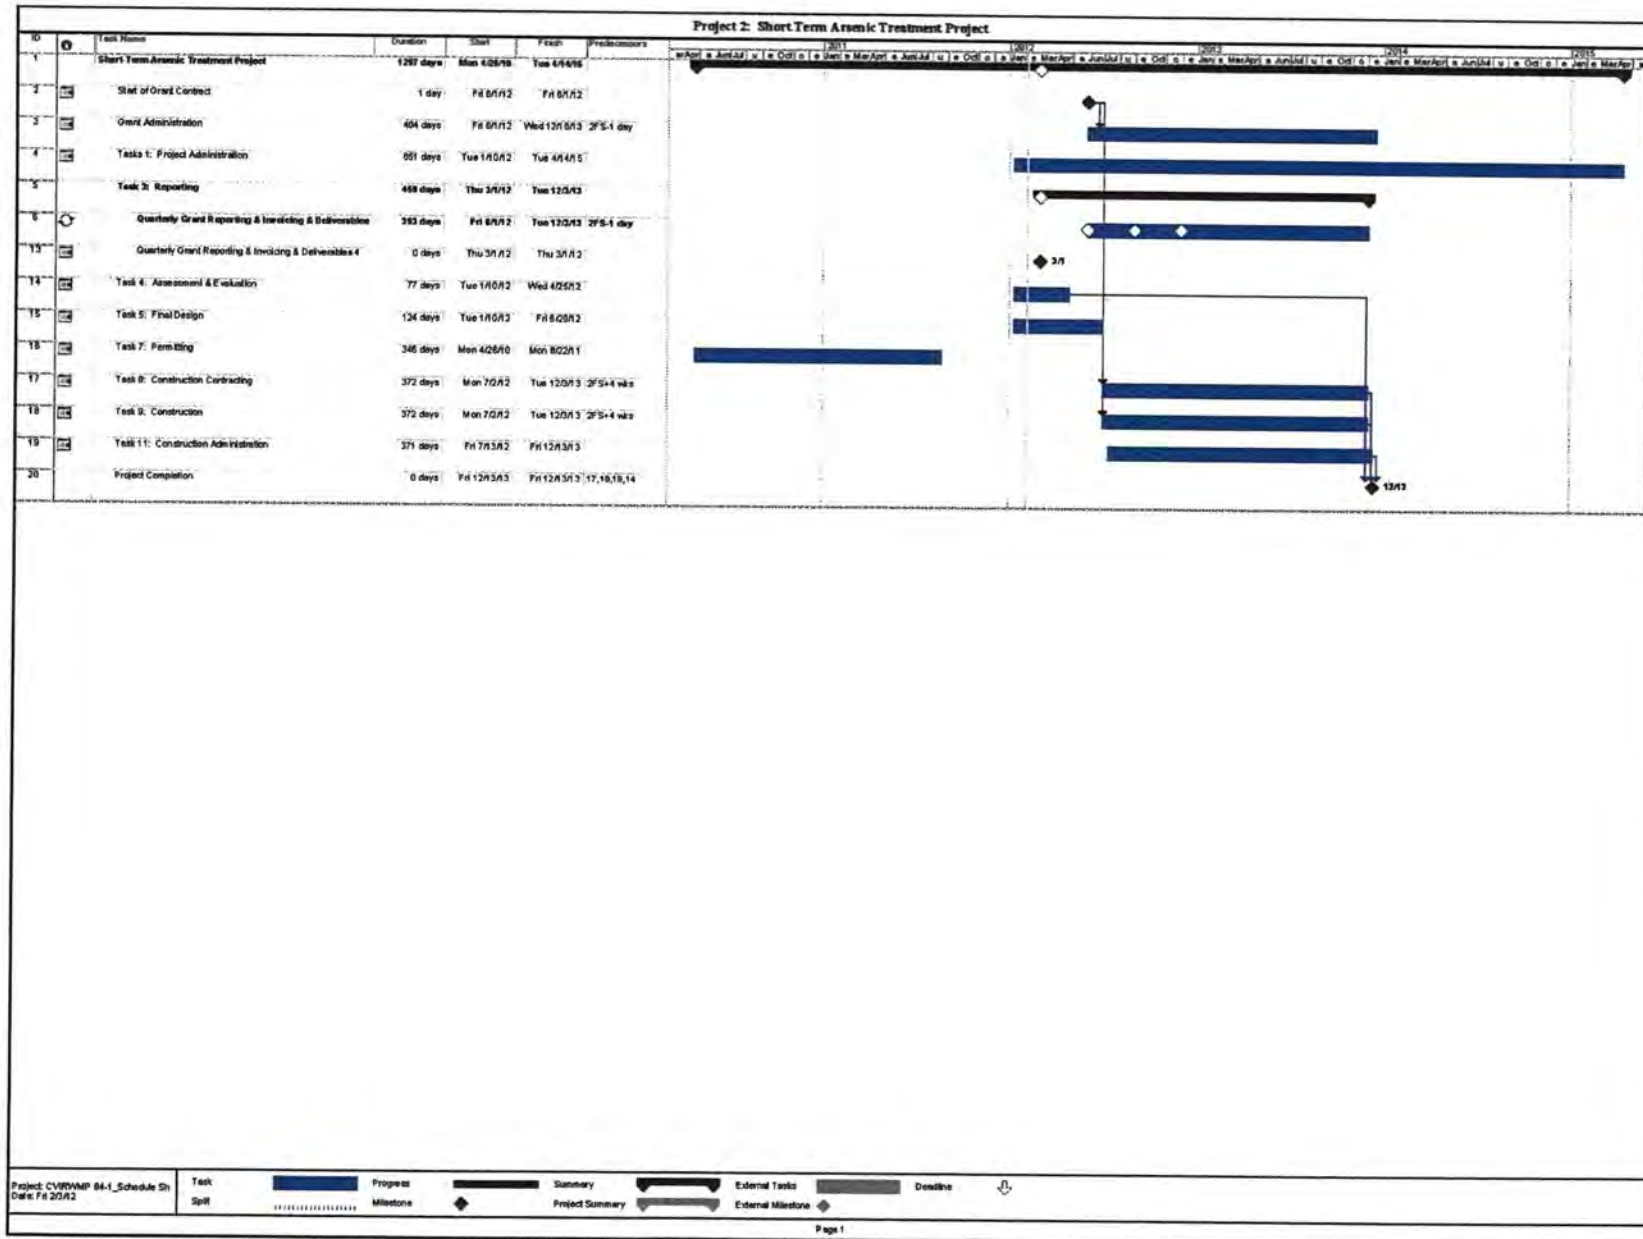 Project 2: Short Term Arsenic Treatment Project
ID Task Name Duration Start Finish Predecessors
2011 2012 2013 2014 2015
1 Short Term Arsenic Treatment Project 1297 days Mon 4/26/10 Tue 4/14/15
2 Start of Grant Contract 1 day Fri 6/1/12 Fri 6/1/12
3 Grant Administration 404 days Fri 6/1/12 Wed 12/18/13 2FS-1 day
4 Tasks 1: Project Administration 851 days Tue 1/10/12 Tue 4/14/15
5 Task 3: Reporting 459 days Thu 3/1/12 Tue 12/3/13
6 Quarterly Grant Reporting & Invoicing & Deliverables 393 days Fri 6/1/12 Tue 12/3/13 2FS-1 day
13 Quarterly Grant Reporting & Invoicing & Deliverables 4 0 days Thu 3/1/12 Thu 3/1/12
3/1
14 Task 4: Assessment & Evaluation 77 days Tue 1/10/12 Wed 4/25/12
15 Task 5: Final Design 124 days Tue 1/10/12 Fri 6/29/12
16 Task 7: Permitting 346 days Mon 4/26/10 Mon 8/22/11
17 Task 8: Construction Contracting 372 days Mon 7/2/12 Tue 12/3/13 2FS+4 wks
18 Task 9: Construction 372 days Mon 7/2/12 Tue 12/3/13 2FS+4 wks
19 Task 11: Construction Administration 371 days Fri 7/13/12 Fri 12/13/13
20 Project Completion 0 days Fri 12/13/13 Fri 12/13/13 17,18,19,14
12/13
Project: CVIRWMP 84-1_Schedule Sh
Date: Fri 2/3/12
Task Progress Summary External Tasks Deadline
Split Milestone Project Summary External Milestone
Page 1